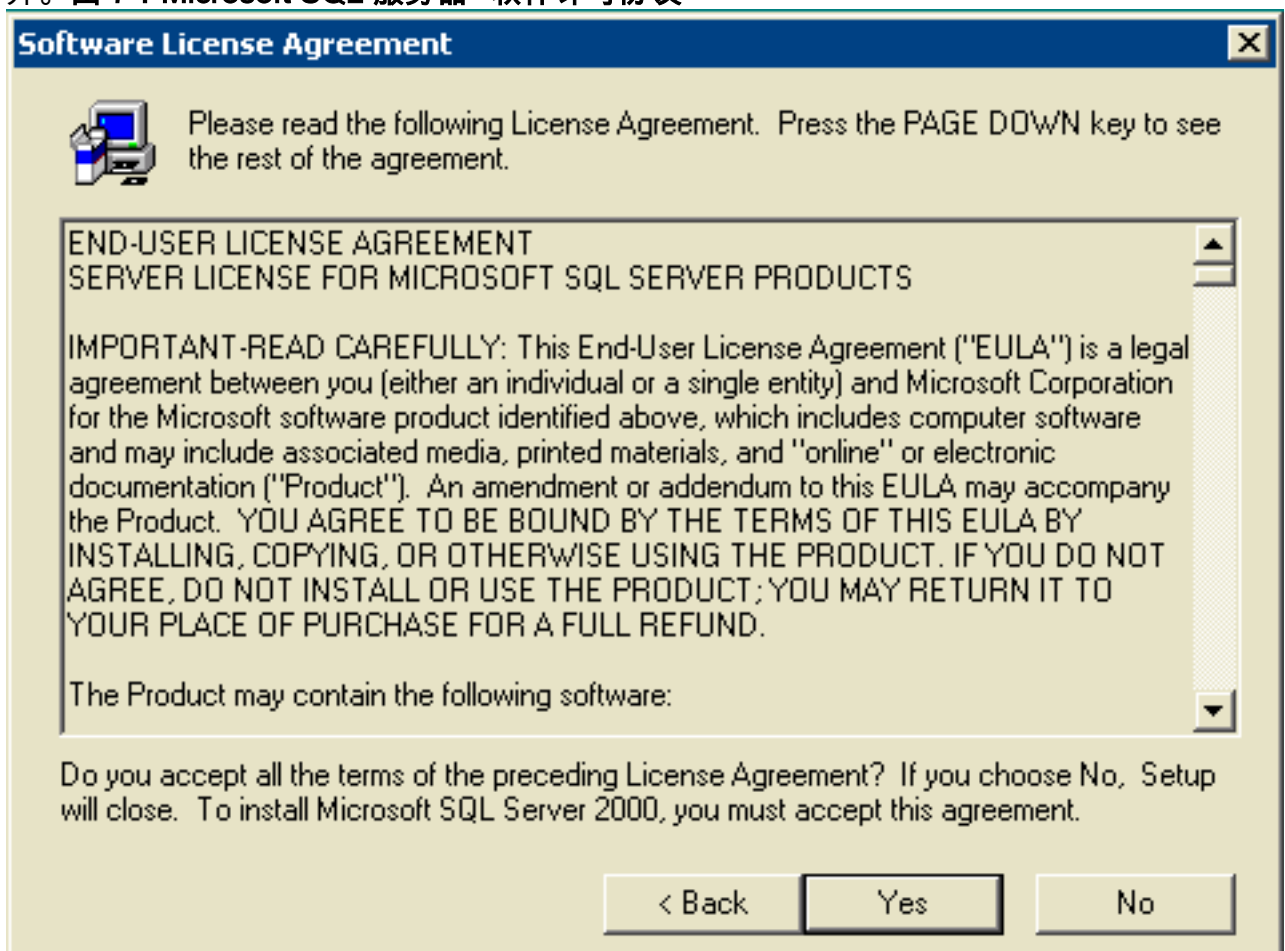 Software License Agreement
Please read the following License Agreement. Press the PAGE DOWN key to see
the rest of the agreement.
END-USER LICENSE AGREEMENT
SERVER LICENSE FOR MICROSOFT SQL SERVER PRODUCTS
IMPORTANT-READ CAREFULLY: This End-User License Agreement ("EULA") is a legal
agreement between you (either an individual or a single entity) and Microsoft Corporation
for the Microsoft software product identified above, which includes computer software
and may include associated media, printed materials, and "online" or electronic
documentation ("Product"). An amendment or addendum to this EULA may accompany
the Product. YOU AGREE TO BE BOUND BY THE TERMS OF THIS EULA BY
INSTALLING, COPYING, OR OTHERWISE USING THE PRODUCT. IF YOU DO NOT
AGREE, DO NOT INSTALL OR USE THE PRODUCT; YOU MAY RETURN IT TO
YOUR PLACE OF PURCHASE FOR A FULL REFUND.
The Product may contain the following software:
Do you accept all the terms of the preceding License Agreement? If you choose No, Setup
will close. To install Microsoft SQL Server 2000, you must accept this agreement.
< Back Yes No